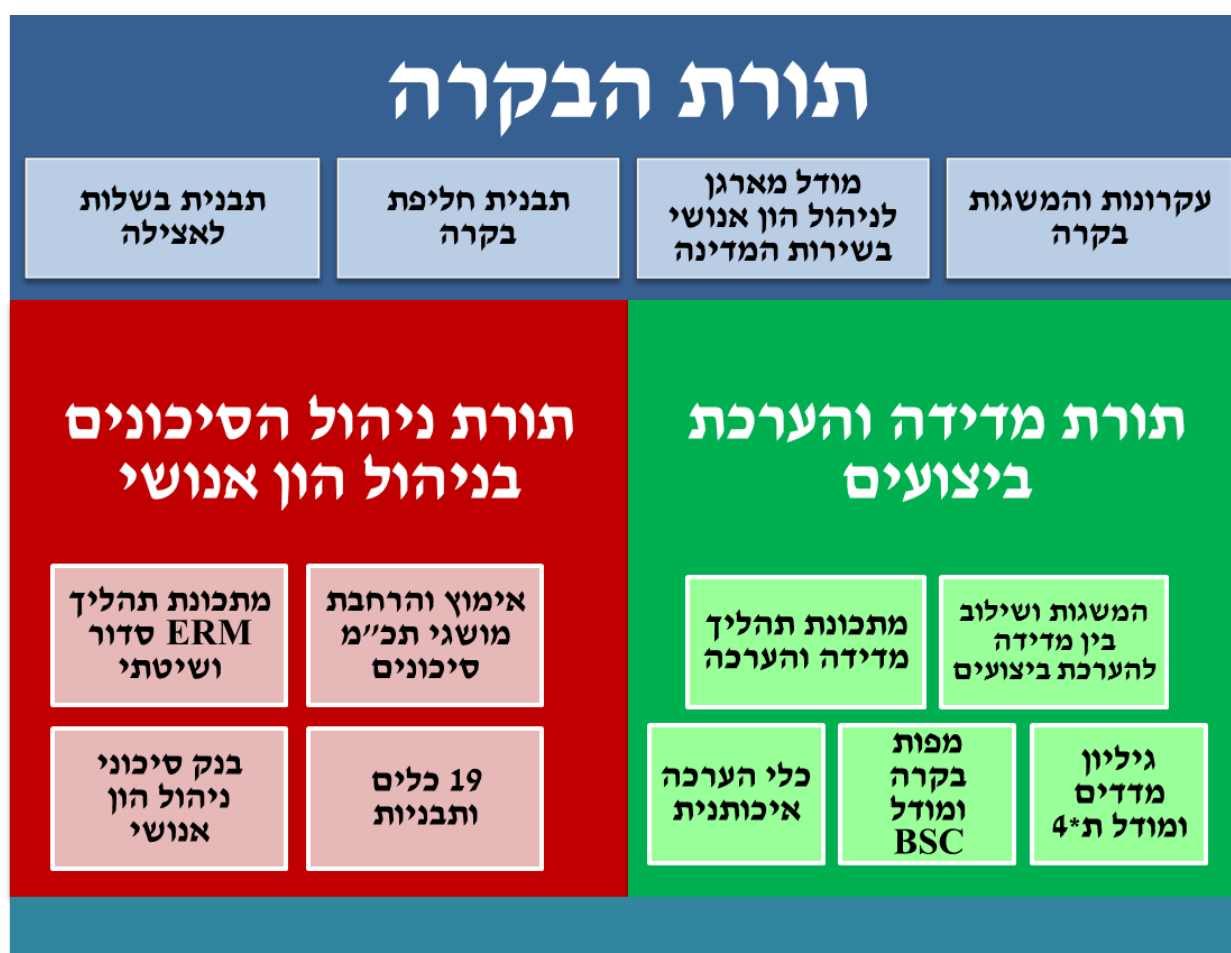 תורת הבקרה
עקרונות והמשגות
בקרה
מודל מארגן
לניהול הון אנושי
בשירות המדינה
תבנית חליפת
בקרה
תבנית בשלות
לאצילה
תורת מדידה והערכת
ביצועים
המשגות ושילוב
בין מדידה
להערכת ביצועים
מתכונת תהליך
מדידה והערכה
גיליון
מדדים
ומודל ת*4
מפות
בקרה
ומודל
BSC
כלי הערכה
איכותנית
תורת ניהול הסיכונים
בניהול הון אנושי
אימוץ והרחבת
מושגי תכ״מ
סיכונים
מתכונת תהליך
ERM סדור
ושיטתי
19 כלים
ותבניות
בנק סיכוני
ניהול הון
אנושי